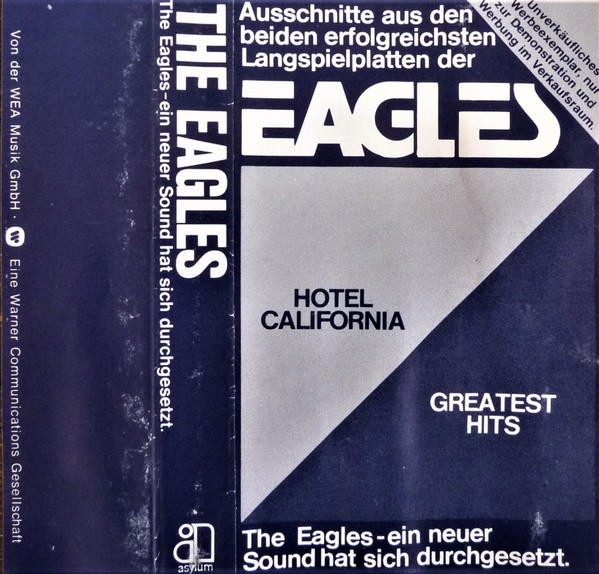 Von der WEA Musik GmbH · Eine Warner Communications Gesellschaft
THE EAGLES
The Eagles-ein neuer Sound hat sich durchgesetzt.
asylum
Ausschnitte aus den
beiden erfolgreichsten
Langspielplatten der
Unverkäufliches
Werbeexemplar, nur
zur Demonstration und
Werbung im Verkaufsraum.
EAGLES
HOTEL
CALIFORNIA
GREATEST
HITS
The Eagles-ein neuer
Sound hat sich durchgesetzt.